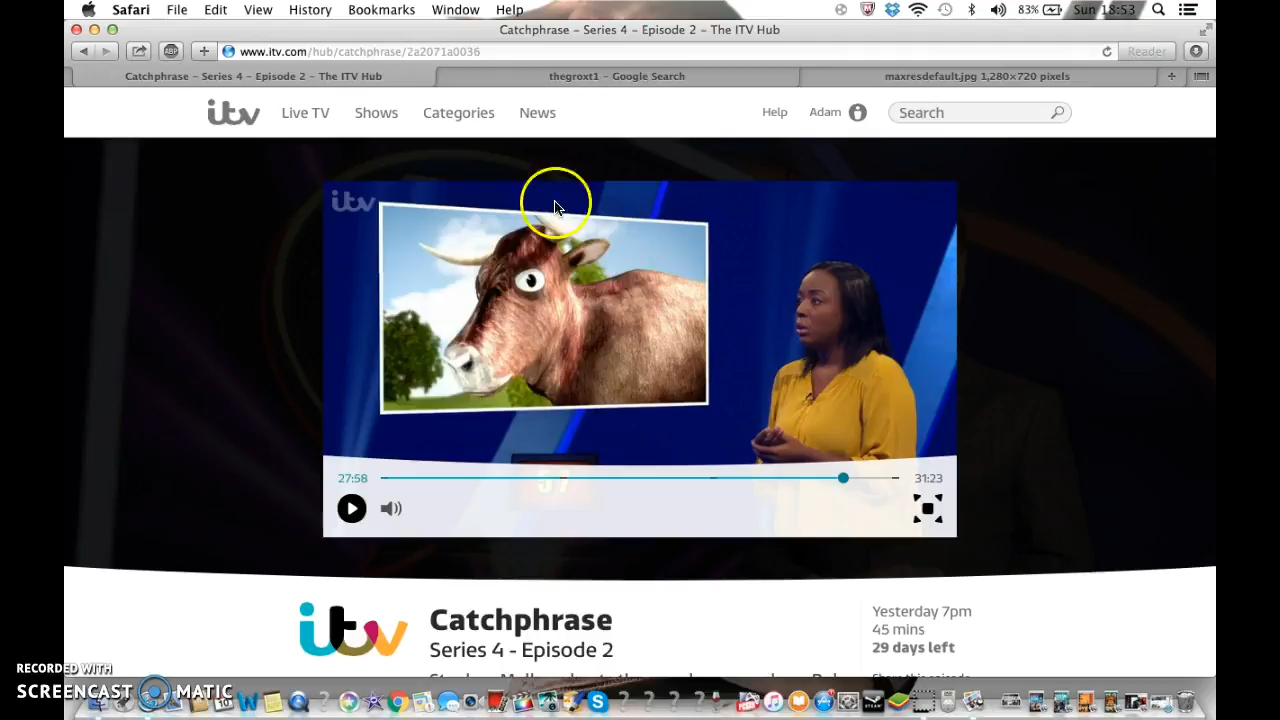 Safari File Edit View History Bookmarks Window Help 83% Sun 18:53
Catchphrase – Series 4 – Episode 2 – The ITV Hub
ABP + www.itv.com/hub/catchphrase/2a2071a0036 Reader
Catchphrase – Series 4 – Episode 2 – The ITV Hub thegroxt1 – Google Search maxresdefault.jpg 1,280×720 pixels +
itv Live TV Shows Categories News Help Adam Search
itv
57
27:58 31:23
itv Catchphrase Yesterday 7pm
Series 4 - Episode 2 45 mins
29 days left
RECORDED WITH
SCREENCAST MATIC